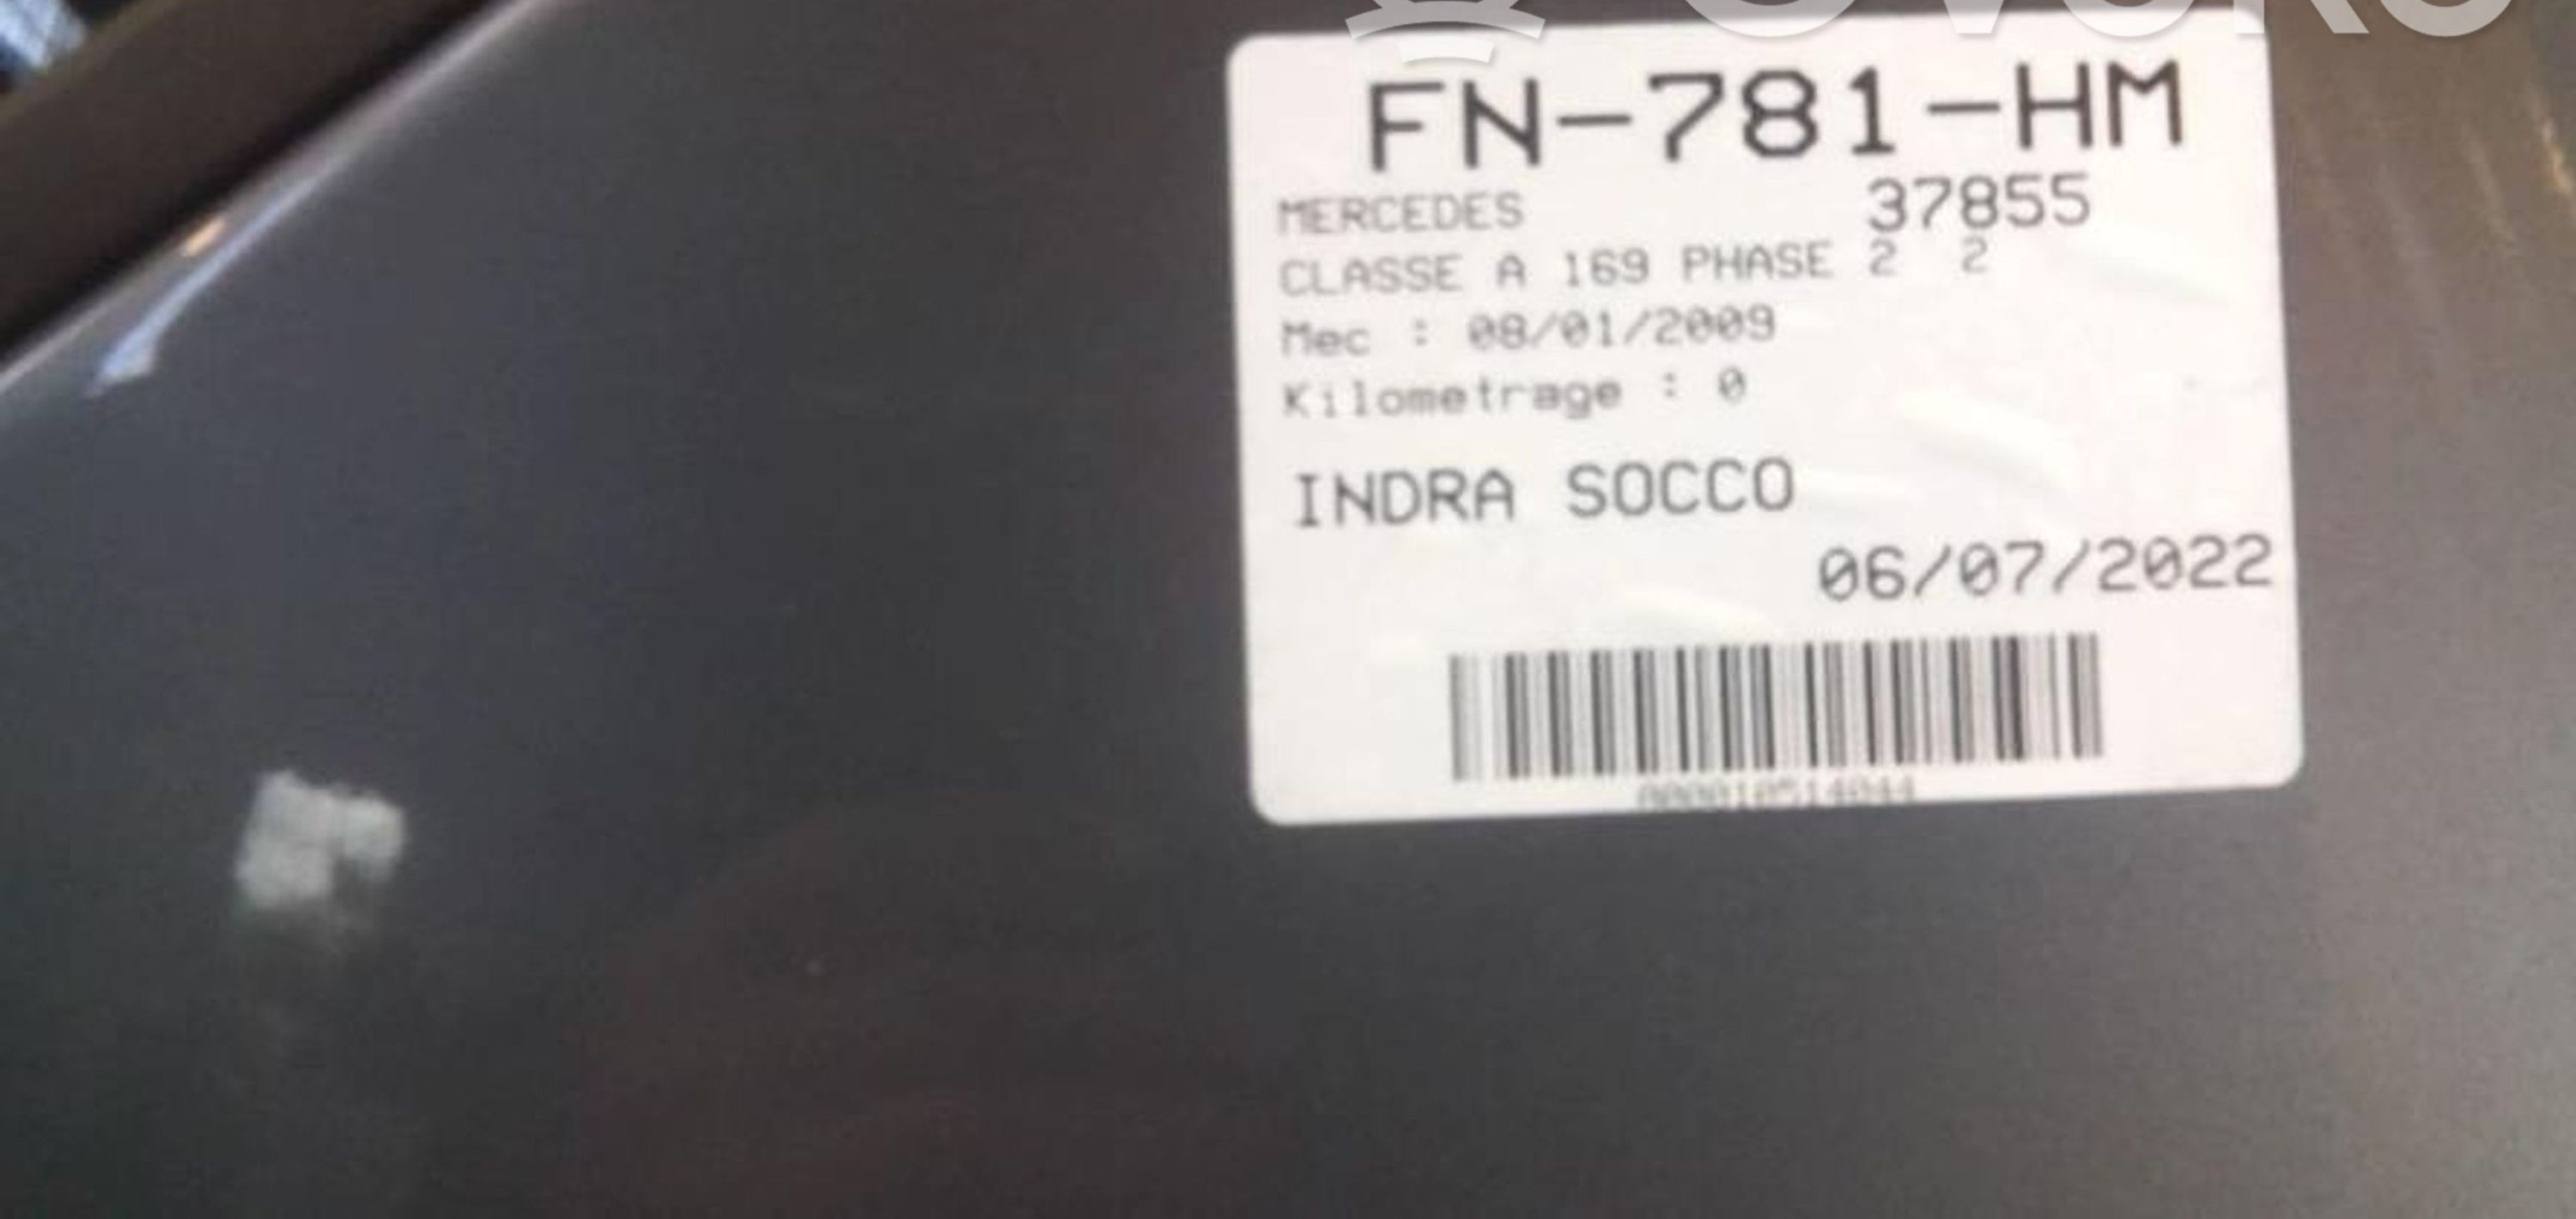 FN-781-HM
MERCEDES 37855
CLASSE A 169 PHASE 2 2
Mec : 08/01/2009
Kilometrage : 0
INDRA SOCCO
06/07/2022